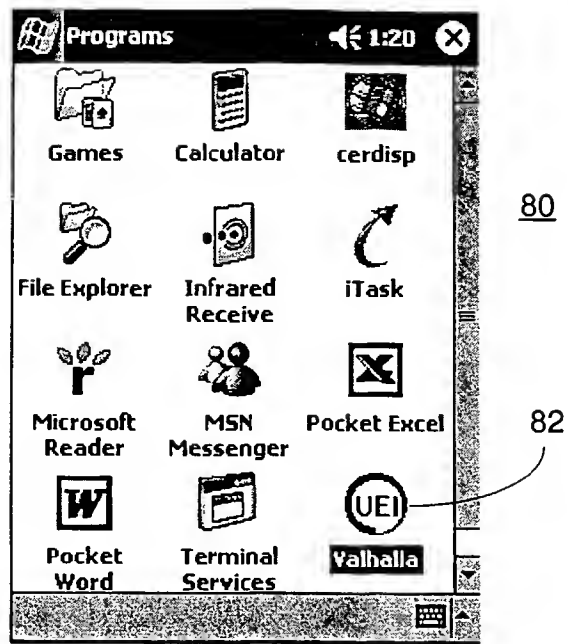 Programs 1:20
Games Calculator cerdisp
80
File Explorer Infrared Receive iTask
Microsoft Reader MSN Messenger Pocket Excel
82
UEI
Pocket Word Terminal Services Valhalla